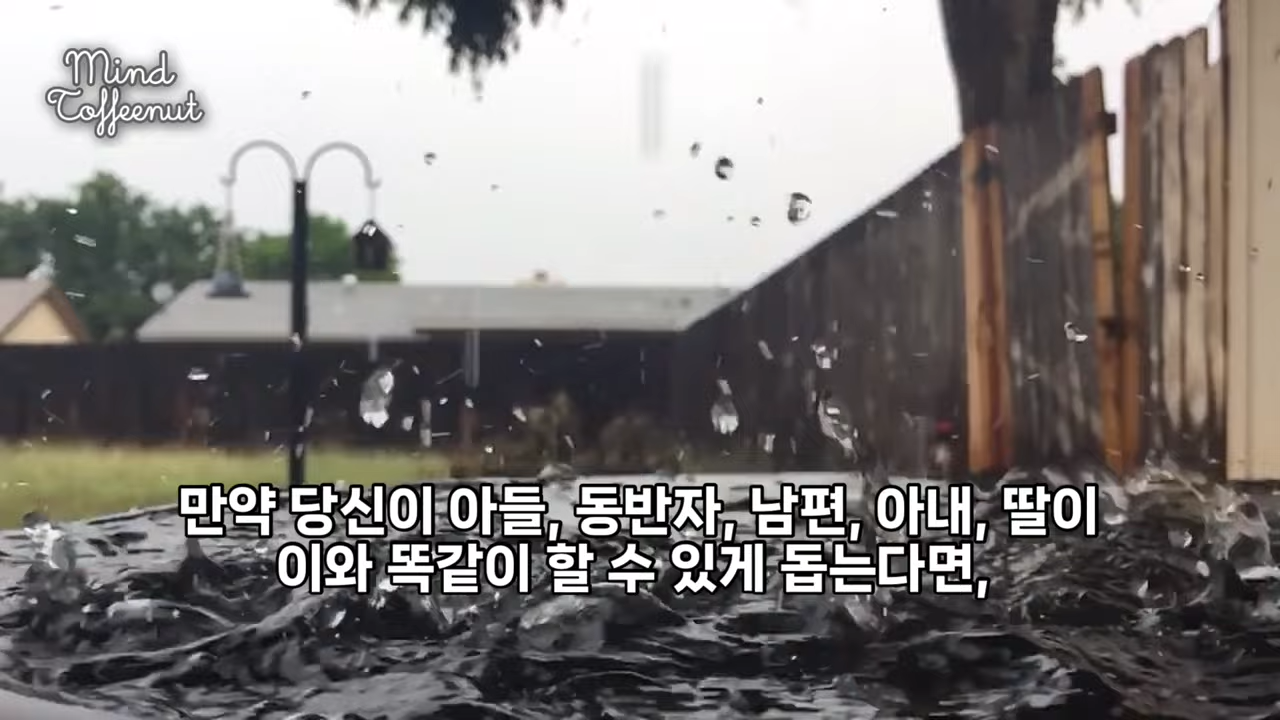 Mind
Toffeenut
만약 당신이 아들, 동반자, 남편, 아내, 딸이
이와 똑같이 할 수 있게 돕는다면,